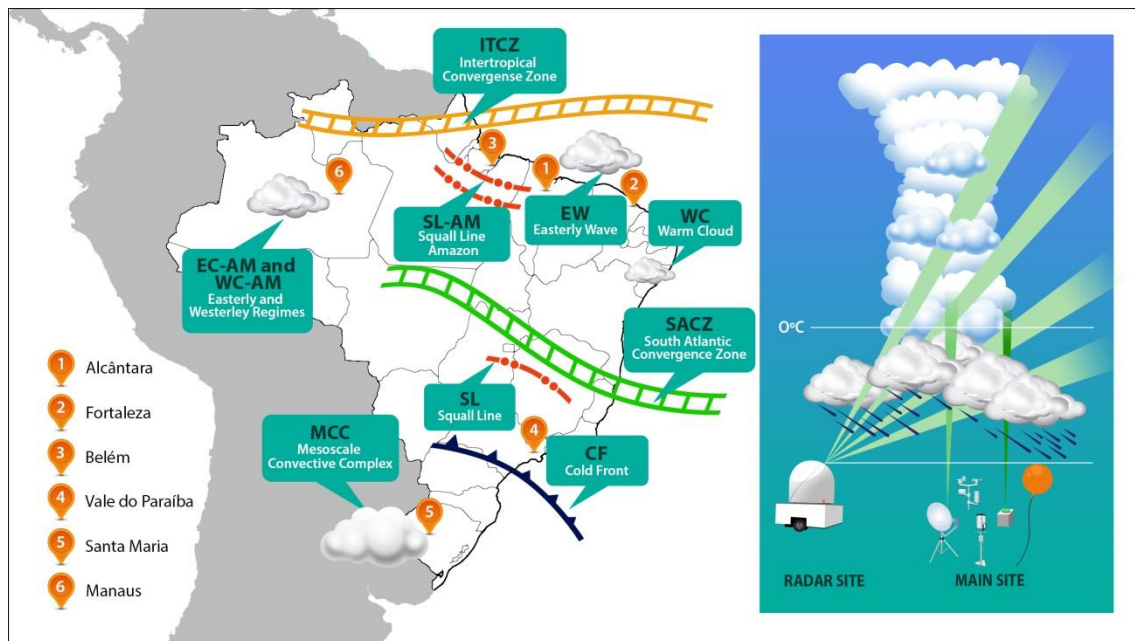 ITCZ
Intertropical
Convergense Zone
3
1
2
6
SL-AM
Squall Line
Amazon
EW
Easterly Wave
WC
Warm Cloud
EC-AM and
WC-AM
Easterly and
Westerley Regimes
SACZ
South Atlantic
Convergence Zone
SL
Squall Line
MCC
Mesoscale
Convective Complex
4
CF
Cold Front
5
1 Alcântara
2 Fortaleza
3 Belém
4 Vale do Paraíba
5 Santa Maria
6 Manaus
0ºC
RADAR SITE
MAIN SITE